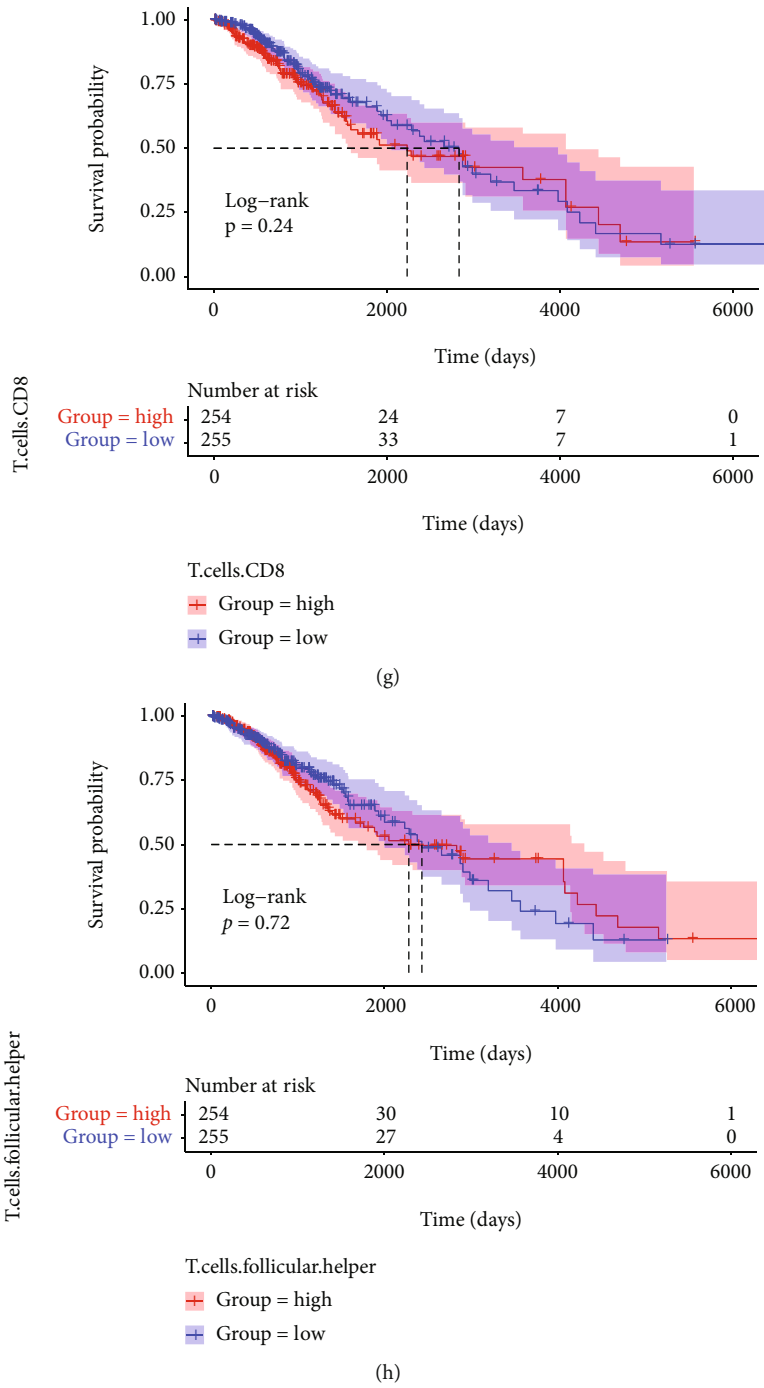 1.00
0.75
0.50
0.25
0.00
Survival probability
Log−rank
p = 0.24
0 2000 4000 6000
Time (days)
T.cells.CD8
Number at risk
Group = high 254 24 7 0
Group = low 255 33 7 1
0 2000 4000 6000
Time (days)
T.cells.CD8
Group = high
Group = low
(g)
1.00
0.75
0.50
0.25
0.00
Survival probability
Log−rank
p = 0.72
0 2000 4000 6000
Time (days)
T.cells.follicular.helper
Number at risk
Group = high 254 30 10 1
Group = low 255 27 4 0
0 2000 4000 6000
Time (days)
T.cells.follicular.helper
Group = high
Group = low
(h)